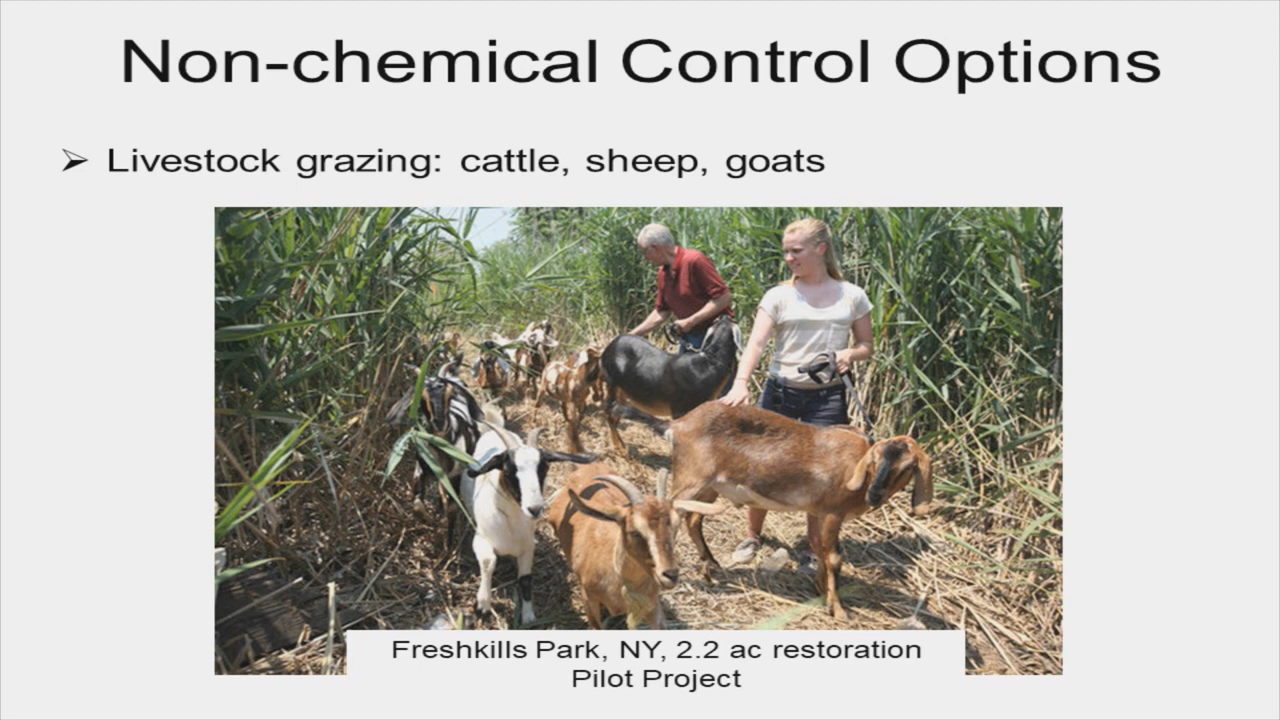 Non-chemical Control Options
➢ Livestock grazing: cattle, sheep, goats
Freshkills Park, NY, 2.2 ac restoration
Pilot Project